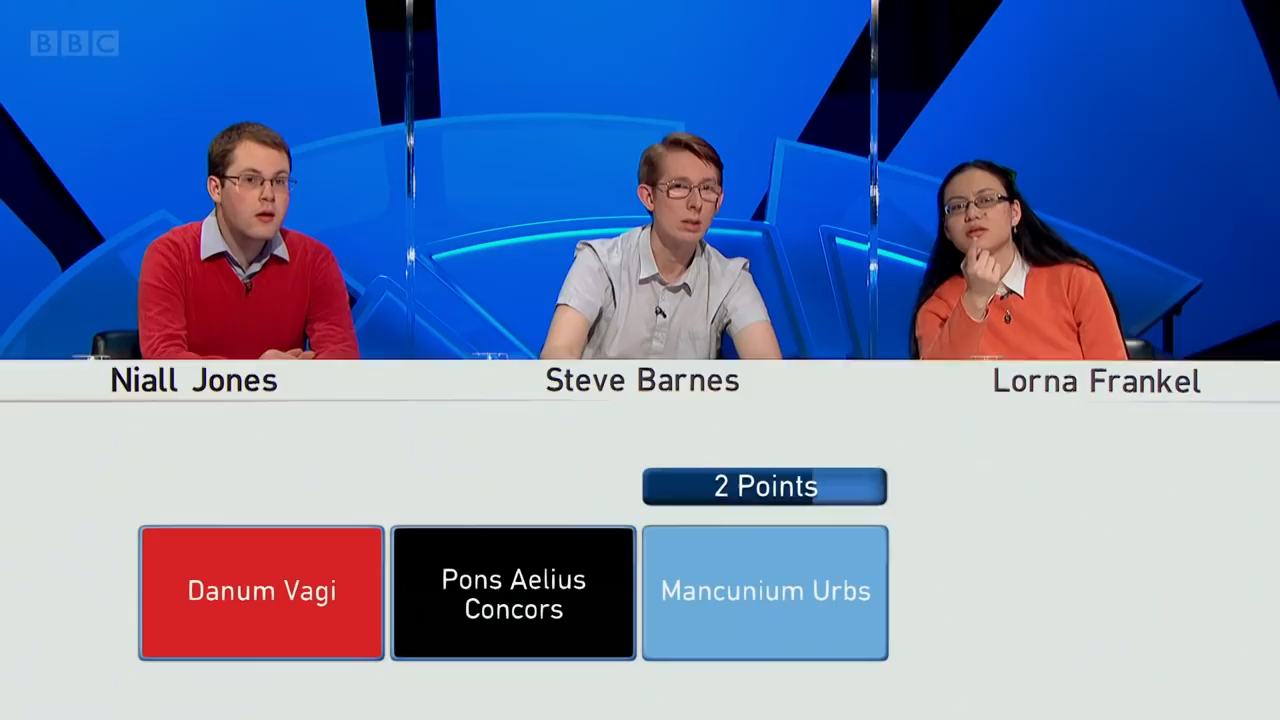 BBC
Niall Jones
Steve Barnes
Lorna Frankel
2 Points
Danum Vagi
Pons Aelius
Concors
Mancunium Urbs